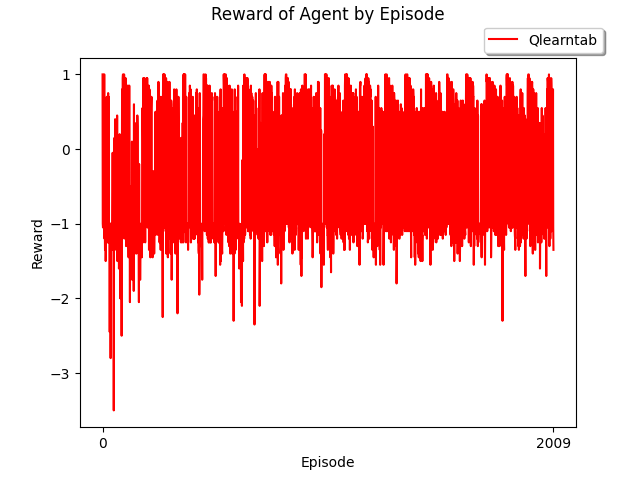 Reward of Agent by Episode
Qlearntab
1
0
−1
−2
−3
Reward
0
2009
Episode